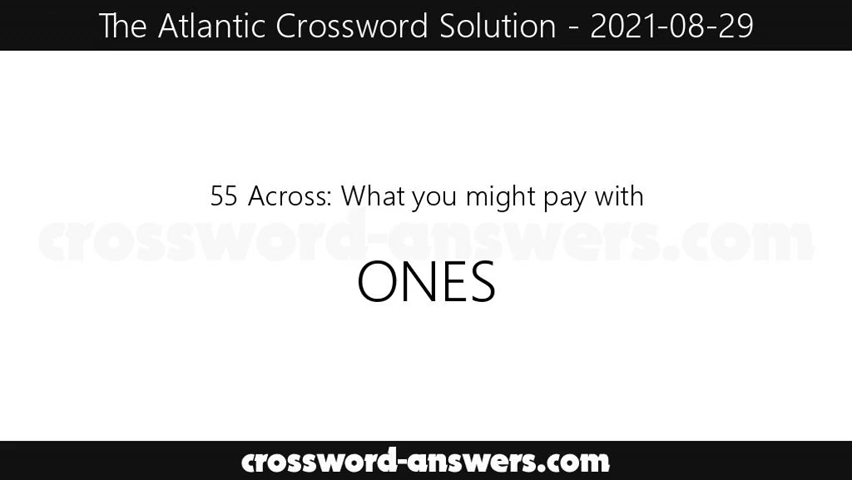 The Atlantic Crossword Solution - 2021-08-29
55 Across: What you might pay with
crossword-answers.com
ONES
crossword-answers.com